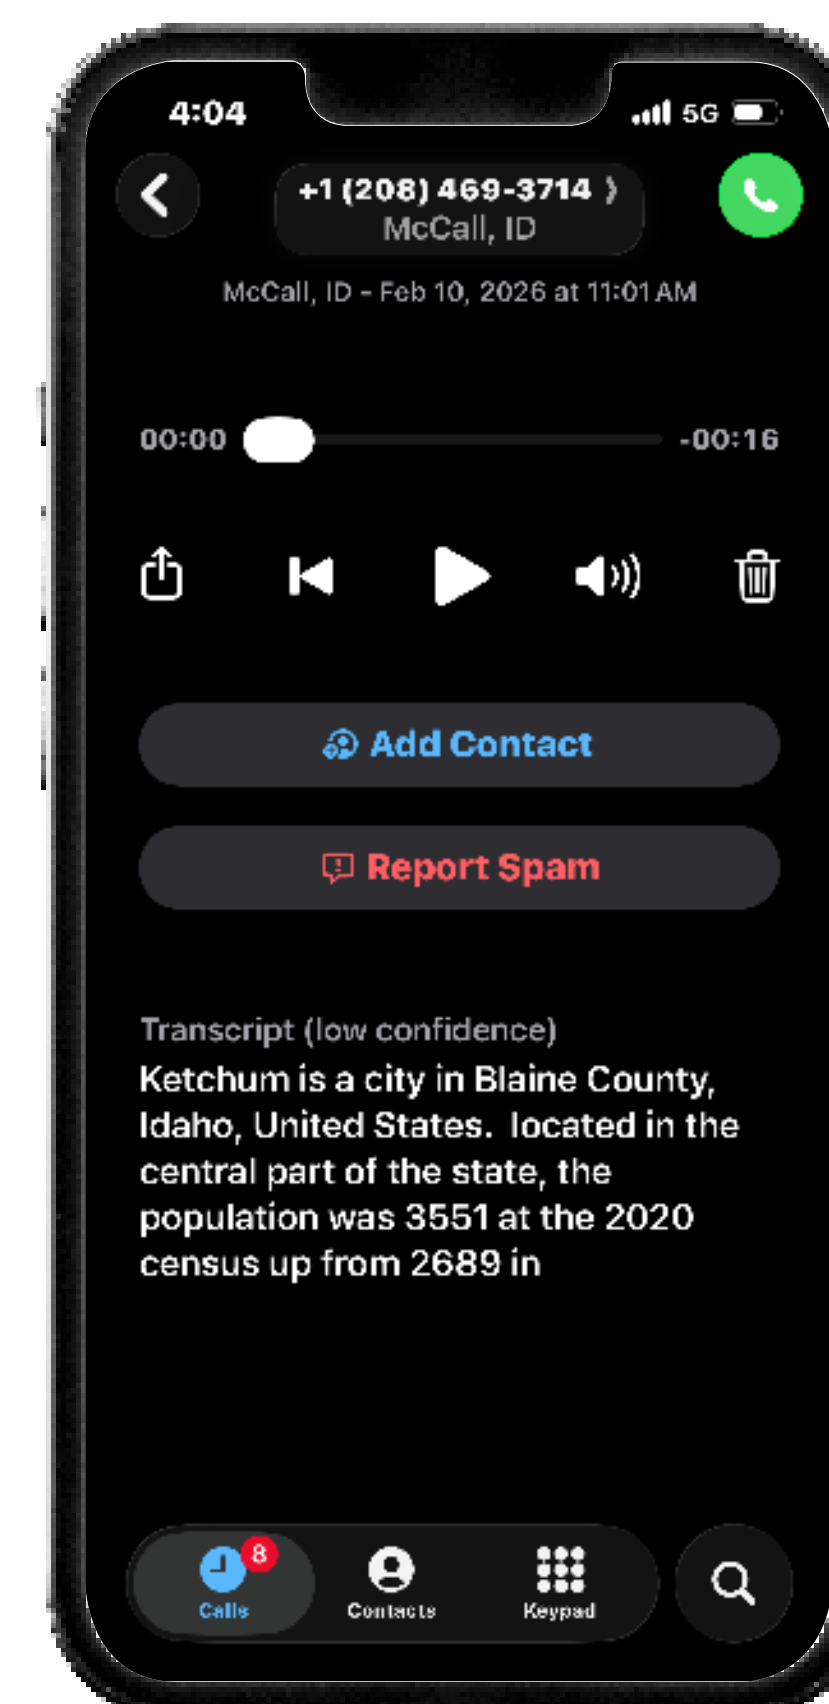 4:04
5G
+1 (208) 469-3714
McCall, ID
McCall, ID - Feb 10, 2026 at 11:01 AM
00:00
-00:16
Add Contact
Report Spam
Transcript (low confidence)
Ketchum is a city in Blaine County,
Idaho, United States.  located in the
central part of the state, the
population was 3551 at the 2020
census up from 2689 in
8
Calls
Contacts
Keypad